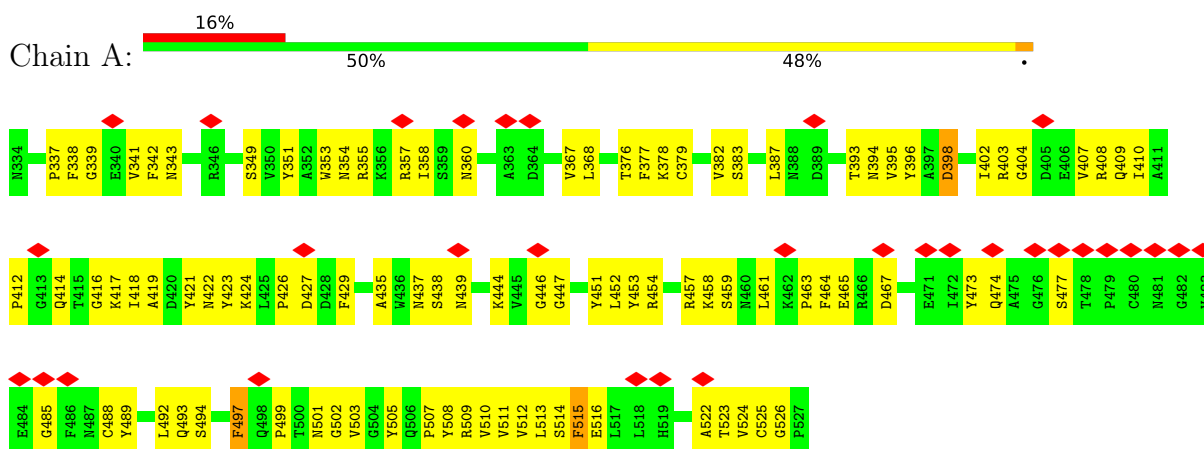 16%
Chain A:
50% 48% •
N334 P337 F338 G339 E340 V341 F342 N343 R346 S349 V350 Y351 A352 W353 N354 R355 K356 R357 I358 S359 N360 A363 D364 V367 L368 T376 F377 K378 C379 V382 S383 L387 N388 D389 T393 N394 V395 Y396 A397 D398 I402 R403 G404 D405 E406 V407 R408 Q409 I410 A411
P412 G413 Q414 T415 G416 K417 I418 A419 D420 Y421 N422 Y423 K424 L425 P426 D427 D428 F429 A435 W436 N437 S438 N439 K444 V445 G446 G447 Y451 L452 Y453 R454 R457 K458 S459 N460 L461 K462 P463 F464 E465 R466 D467 E471 I472 Y473 Q474 A475 G476 S477 T478 P479 C480 N481 G482
E484 G485 F486 N487 C488 Y489 L492 Q493 S494 F497 Q498 P499 T500 N501 G502 V503 G504 Y505 Q506 P507 Y508 R509 V510 V511 V512 L513 S514 F515 E516 L517 L518 H519 A522 T523 V524 C525 G526 P527